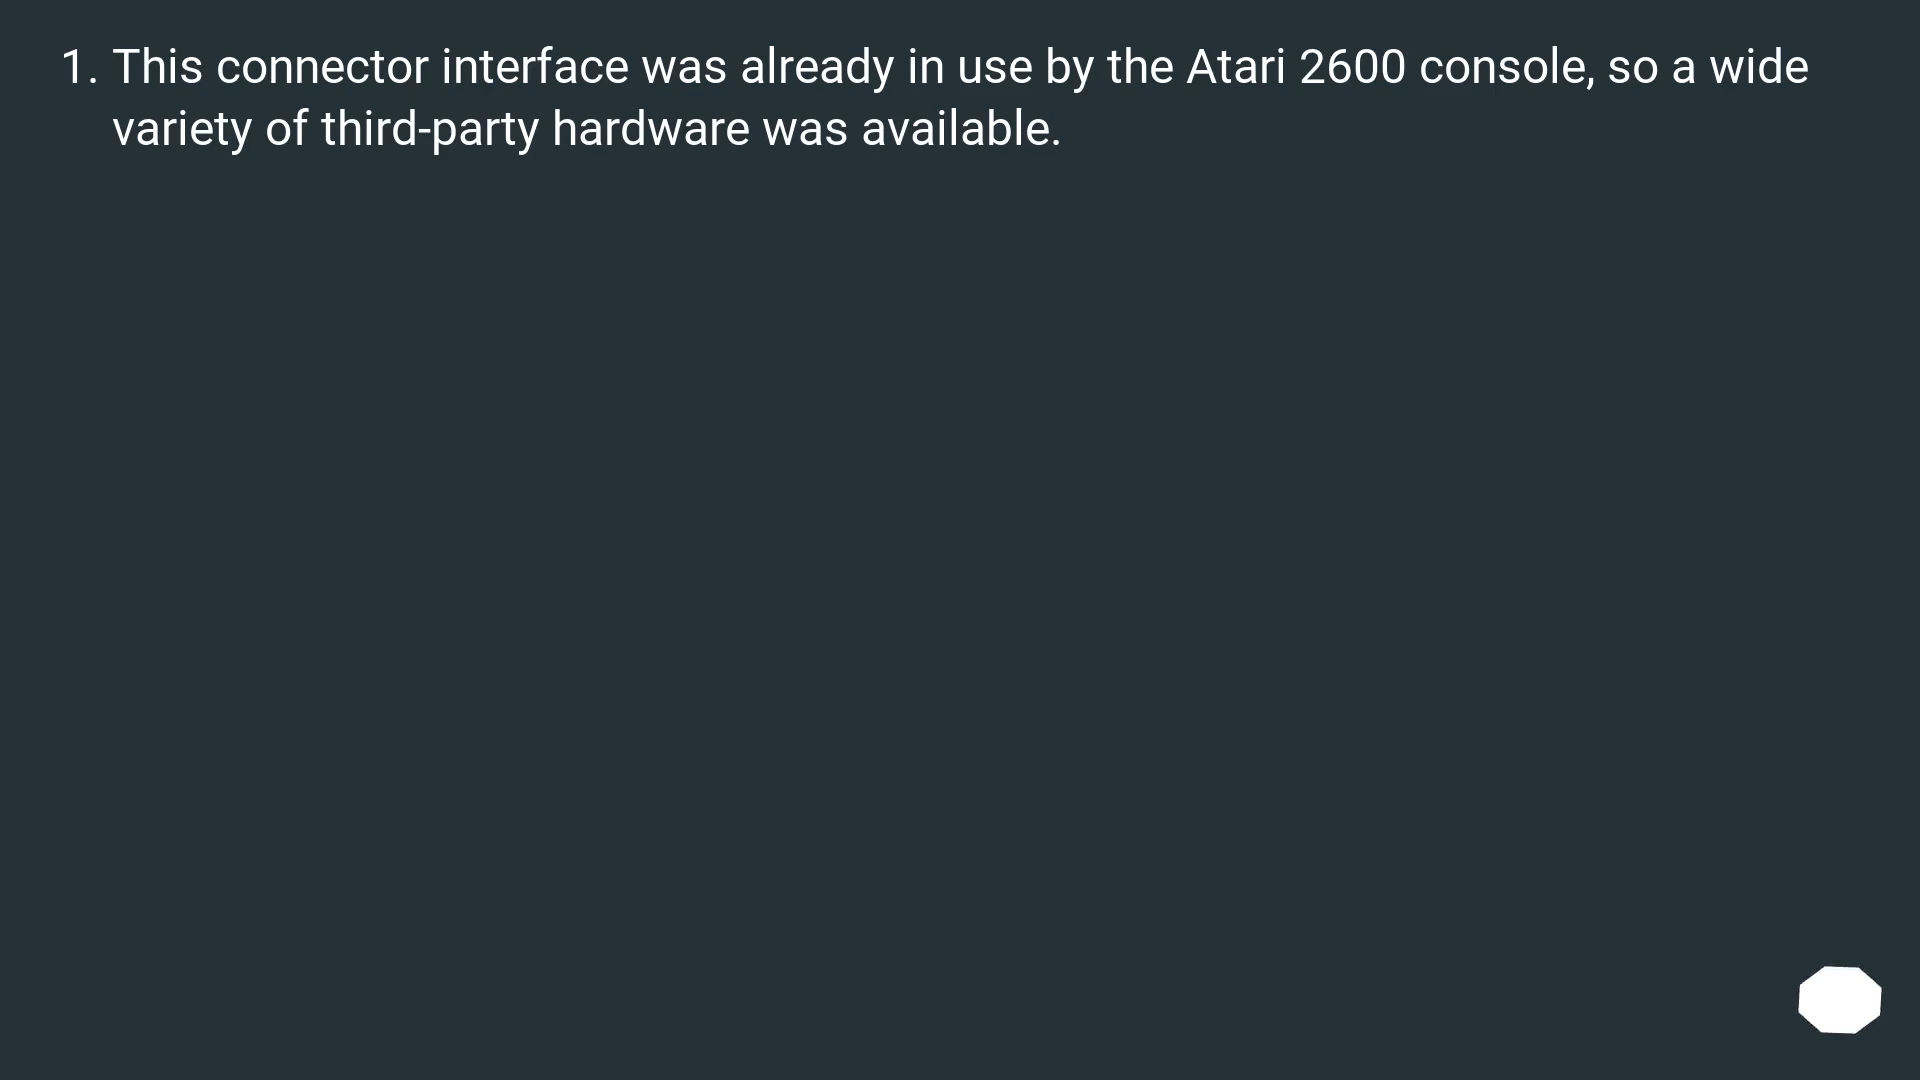 1. This connector interface was already in use by the Atari 2600 console, so a wide
variety of third-party hardware was available.